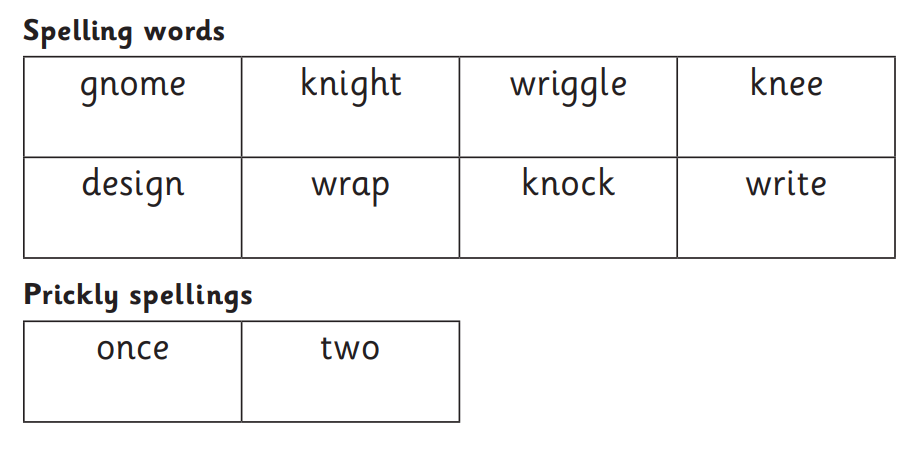 Spelling words
gnome knight wriggle knee
design wrap knock write
Prickly spellings
once two